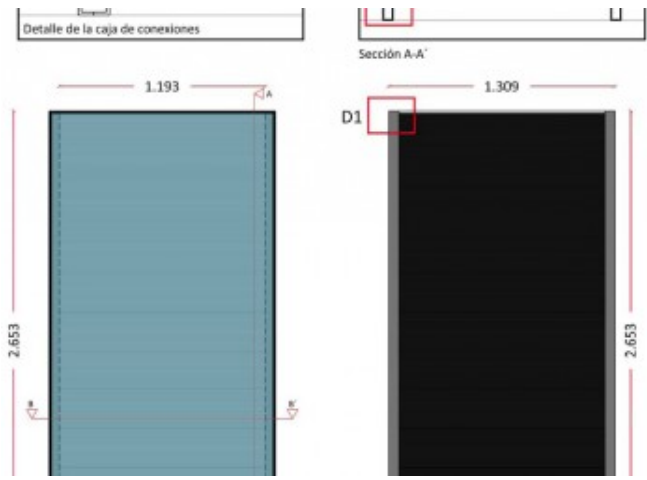 Detalle de la caja de conexiones
Sección A-A´
1.193
A
1.309
D1
2.653
2.653
B
B'